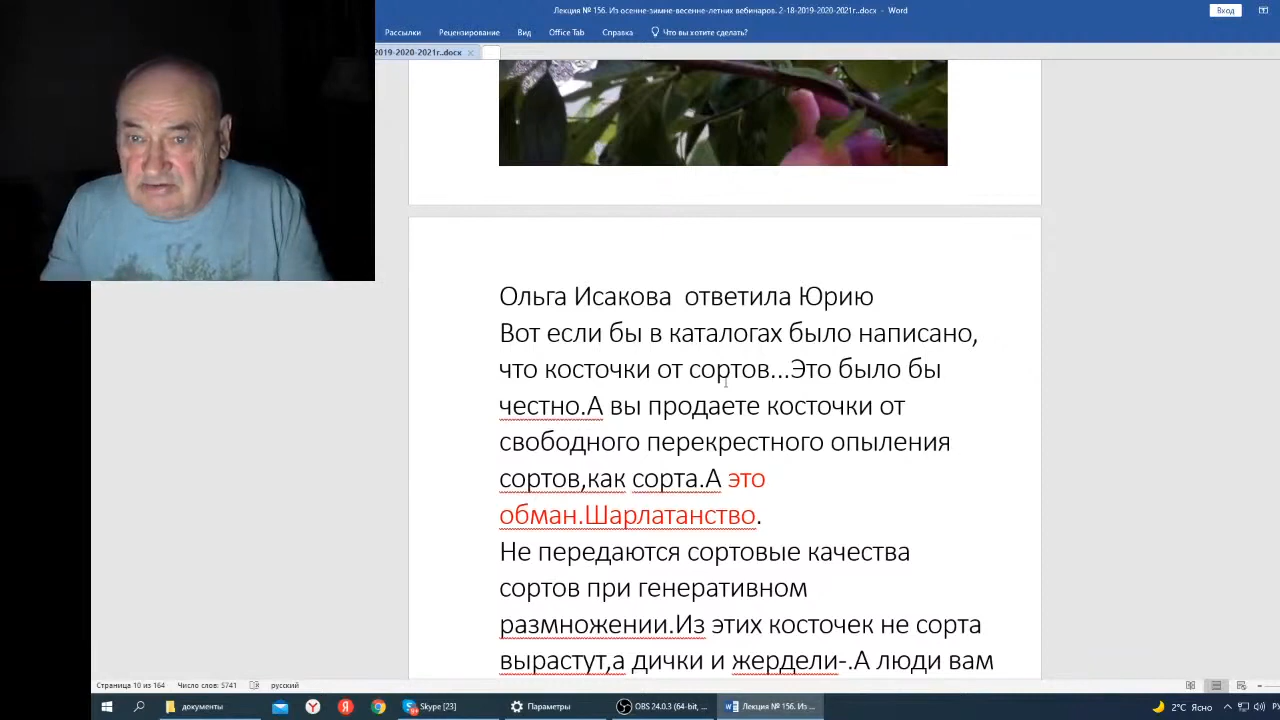 Лекция № 156. Из осенне-зимне-весенне-летних вебинаров. 2-18-2019-2020-2021г..docx - Word
Вход
Рассылки Рецензирование Вид Office Tab Справка Что вы хотите сделать?
2019-2020-2021г..docx
Ольга Исакова ответила Юрию
Вот если бы в каталогах было написано,
что косточки от сортов...Это было бы
честно.А вы продаете косточки от
свободного перекрестного опыления
сортов,как сорта.А это
обман.Шарлатанство.
Не передаются сортовые качества
сортов при генеративном
размножении.Из этих косточек не сорта
вырастут,а дички и жердели-.А люди вам
Страница 10 из 164 Число слов: 5741 русский
документы Skype [23] Параметры OBS 24.0.3 (64-bit, ... Лекция № 156. Из ... 2°C Ясно